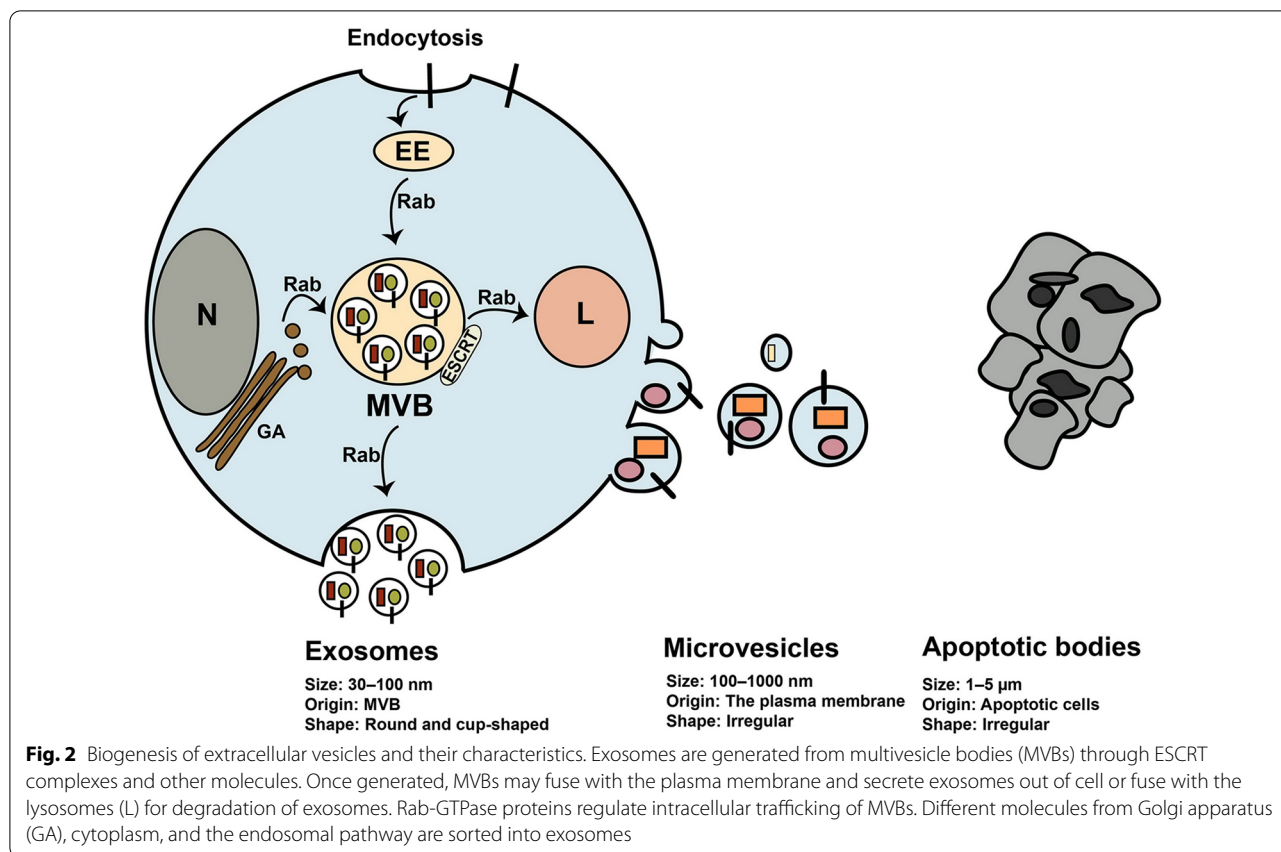 Endocytosis
EE
Rab
N
Rab
Rab
L
ESCRT
MVB
GA
Rab
Exosomes
Size: 30–100 nm
Origin: MVB
Shape: Round and cup-shaped
Microvesicles
Size: 100–1000 nm
Origin: The plasma membrane
Shape: Irregular
Apoptotic bodies
Size: 1–5 µm
Origin: Apoptotic cells
Shape: Irregular
Fig. 2 Biogenesis of extracellular vesicles and their characteristics. Exosomes are generated from multivesicle bodies (MVBs) through ESCRT
complexes and other molecules. Once generated, MVBs may fuse with the plasma membrane and secrete exosomes out of cell or fuse with the
lysosomes (L) for degradation of exosomes. Rab-GTPase proteins regulate intracellular trafficking of MVBs. Different molecules from Golgi apparatus
(GA), cytoplasm, and the endosomal pathway are sorted into exosomes